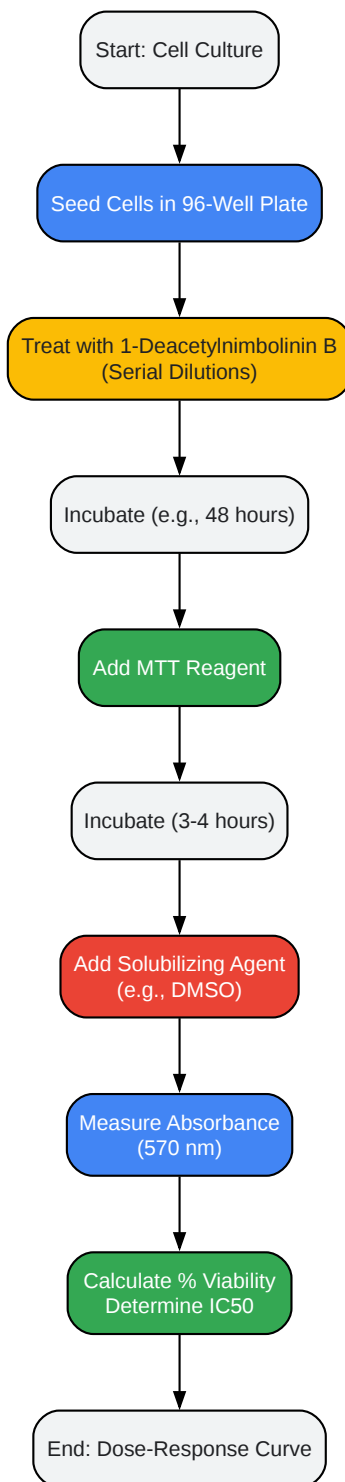 Start: Cell Culture
Seed Cells in 96-Well Plate
Treat with 1-Deacetylnimbolinin B
(Serial Dilutions)
Incubate (e.g., 48 hours)
Add MTT Reagent
Incubate (3-4 hours)
Add Solubilizing Agent
(e.g., DMSO)
Measure Absorbance
(570 nm)
Calculate % Viability
Determine IC50
End: Dose-Response Curve